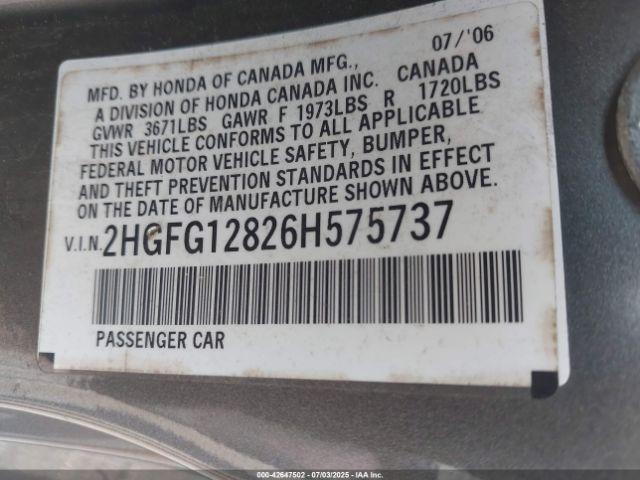 07/'06
MFD. BY HONDA OF CANADA MFG.,
A DIVISION OF HONDA CANADA INC. CANADA
GVWR 3671LBS GAWR F 1973LBS R 1720LBS
THIS VEHICLE CONFORMS TO ALL APPLICABLE
FEDERAL MOTOR VEHICLE SAFETY, BUMPER,
AND THEFT PREVENTION STANDARDS IN EFFECT
ON THE DATE OF MANUFACTURE SHOWN ABOVE.
V.I.N. 2HGFG12826H575737
PASSENGER CAR
000-42647502 - 07/03/2025 - IAA Inc.